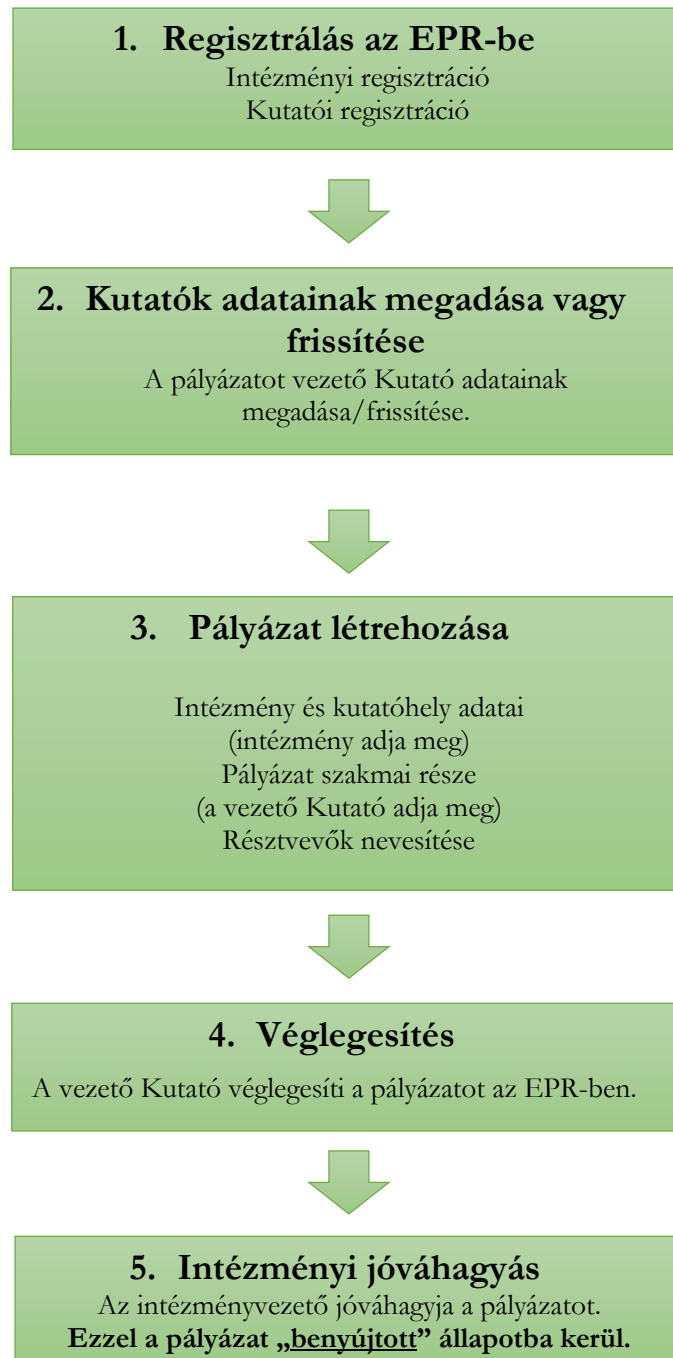 1. Regisztrálás az EPR-be
Intézményi regisztráció
Kutatói regisztráció
2. Kutatók adatainak megadása vagy
frissítése
A pályázatot vezető Kutató adatainak
megadása/frissítése.
3. Pályázat létrehozása
Intézmény és kutatóhely adatai
(intézmény adja meg)
Pályázat szakmai része
(a vezető Kutató adja meg)
Résztvevők nevesítése
4. Véglegesítés
A vezető Kutató véglegesíti a pályázatot az EPR-ben.
5. Intézményi jóváhagyás
Az intézményvezető jóváhagyja a pályázatot.
Ezzel a pályázat „benyújtott” állapotba kerül.